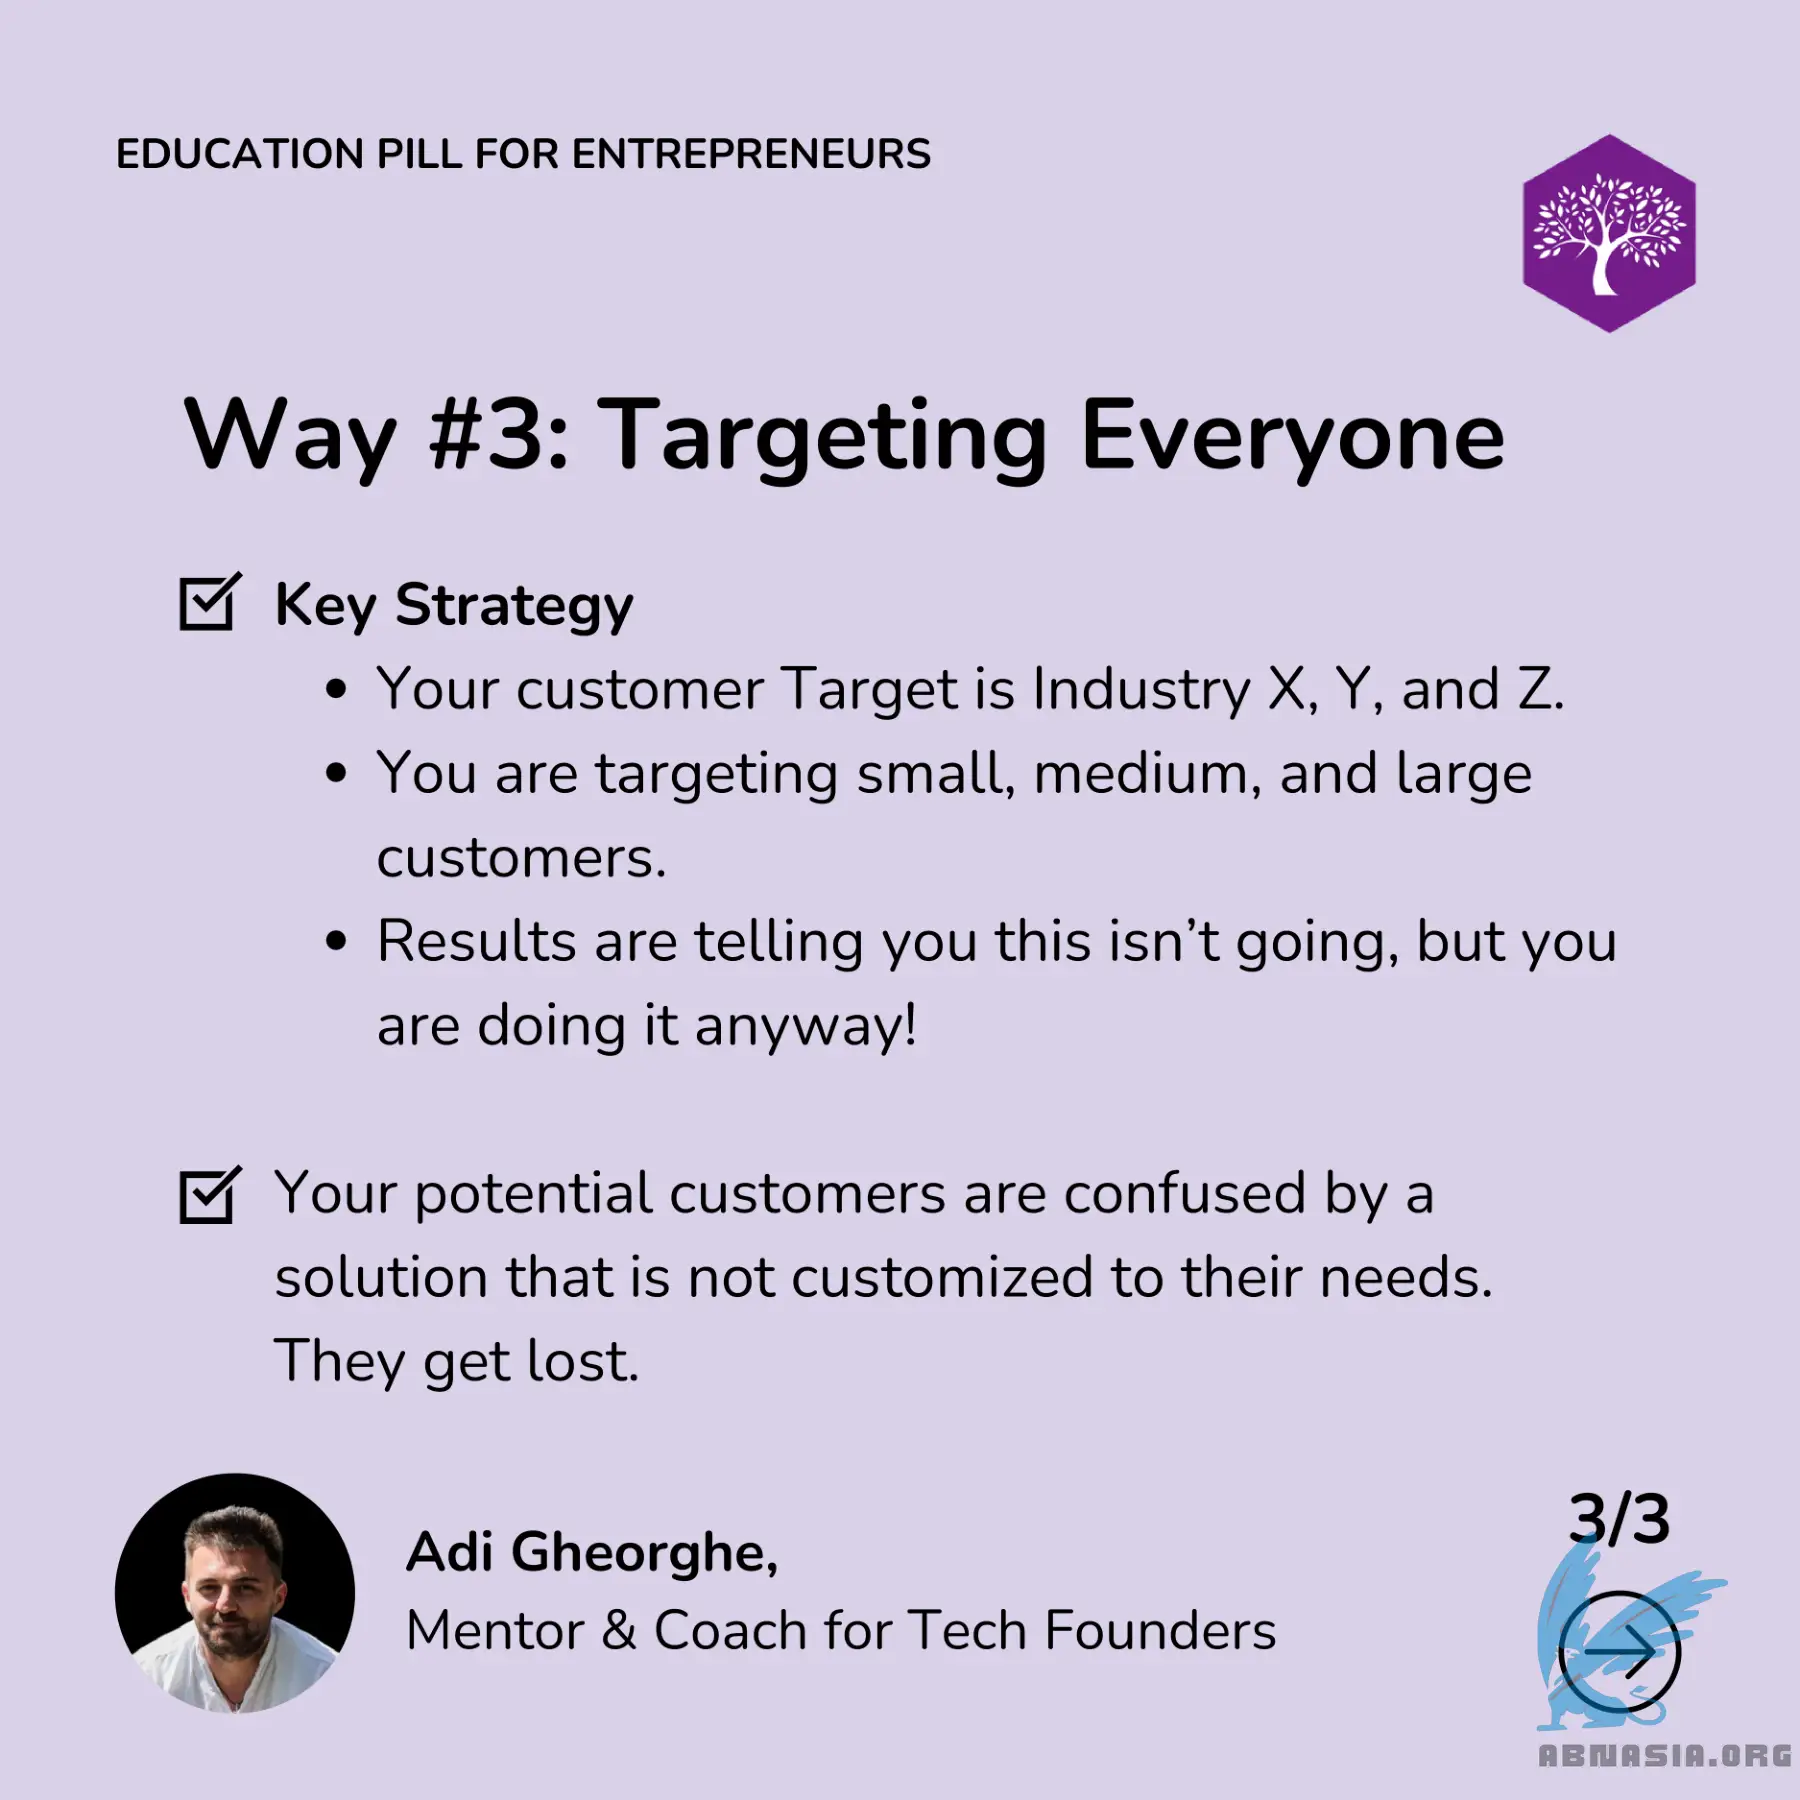 EDUCATION PILL FOR ENTREPRENEURS
Way #3: Targeting Everyone
Key Strategy
• Your customer Target is Industry X, Y, and Z.
• You are targeting small, medium, and large
customers.
• Results are telling you this isn’t going, but you
are doing it anyway!
Your potential customers are confused by a
solution that is not customized to their needs.
They get lost.
Adi Gheorghe,
Mentor & Coach for Tech Founders
3/3
ABNASIA.ORG